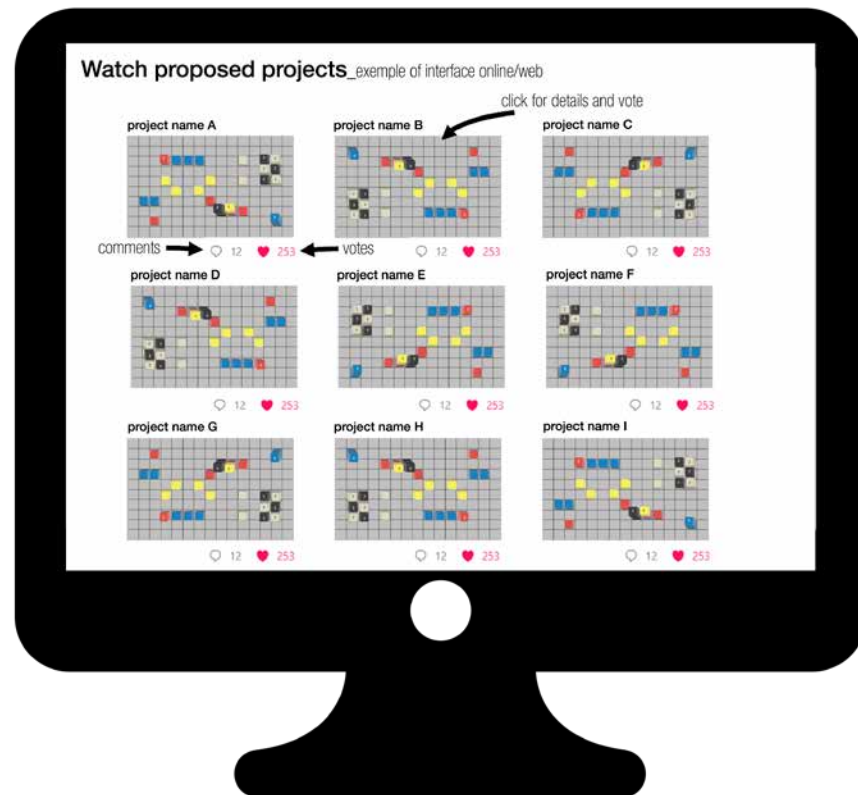 Watch proposed projects_exemple of interface online/web
click for details and vote
project name A
project name B
project name C
comments
12
253
votes
12
253
12
253
project name D
project name E
project name F
12
253
12
253
12
253
project name G
project name H
project name I
12
253
12
253
12
253